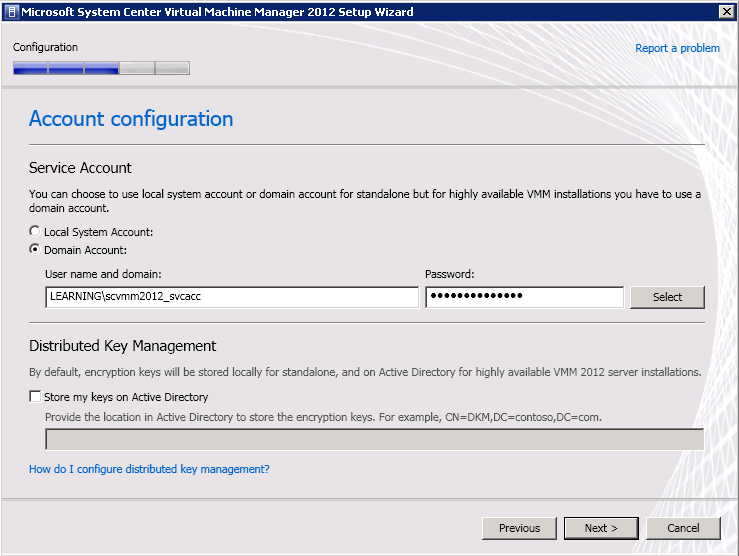 Microsoft System Center Virtual Machine Manager 2012 Setup Wizard
Configuration
Report a problem
Account configuration
Service Account
You can choose to use local system account or domain account for standalone but for highly available VMM installations you have to use a
domain account.
Local System Account:
Domain Account:
User name and domain:
Password:
LEARNING\scvmm2012_svcacc
●●●●●●●●●●●●●●
Select
Distributed Key Management
By default, encryption keys will be stored locally for standalone, and on Active Directory for highly available VMM 2012 server installations.
Store my keys on Active Directory
Provide the location in Active Directory to store the encryption keys. For example, CN=DKM,DC=contoso,DC=com.
How do I configure distributed key management?
Previous
Next >
Cancel